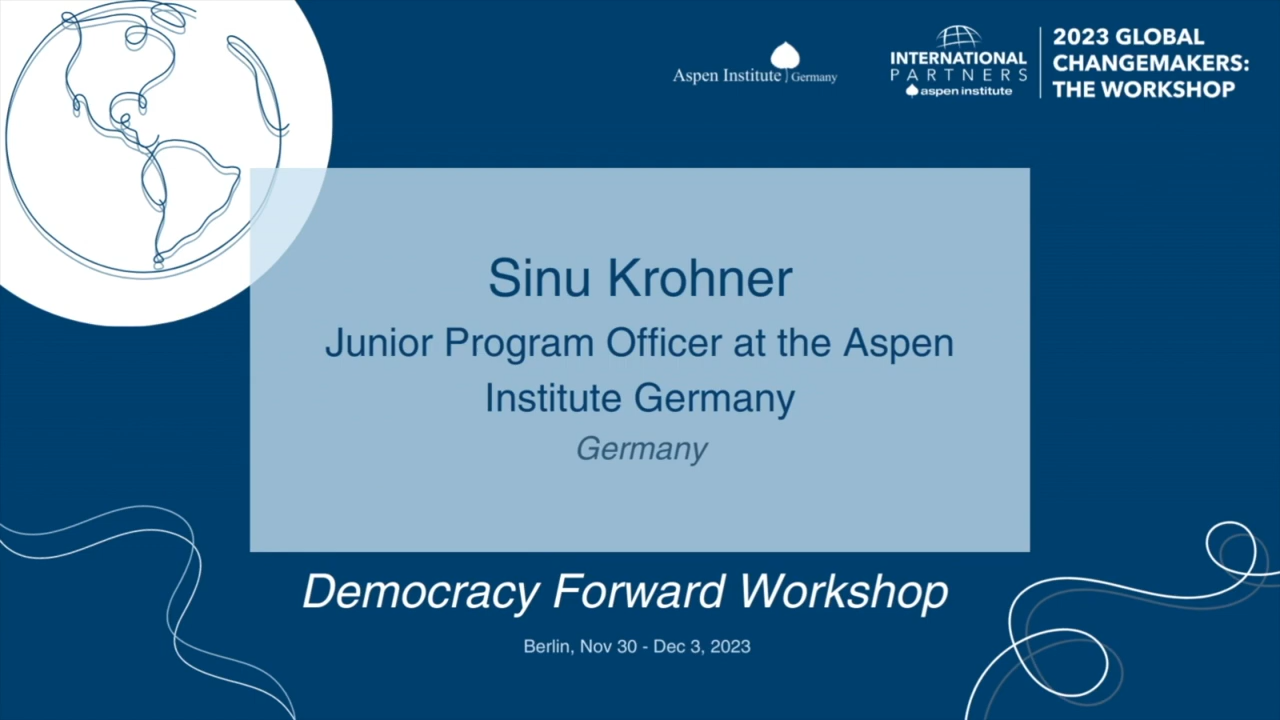 Aspen Institute | Germany
INTERNATIONAL
PARTNERS
aspen institute
2023 GLOBAL
CHANGEMAKERS:
THE WORKSHOP
Sinu Krohner
Junior Program Officer at the Aspen
Institute Germany
Germany
Democracy Forward Workshop
Berlin, Nov 30 - Dec 3, 2023